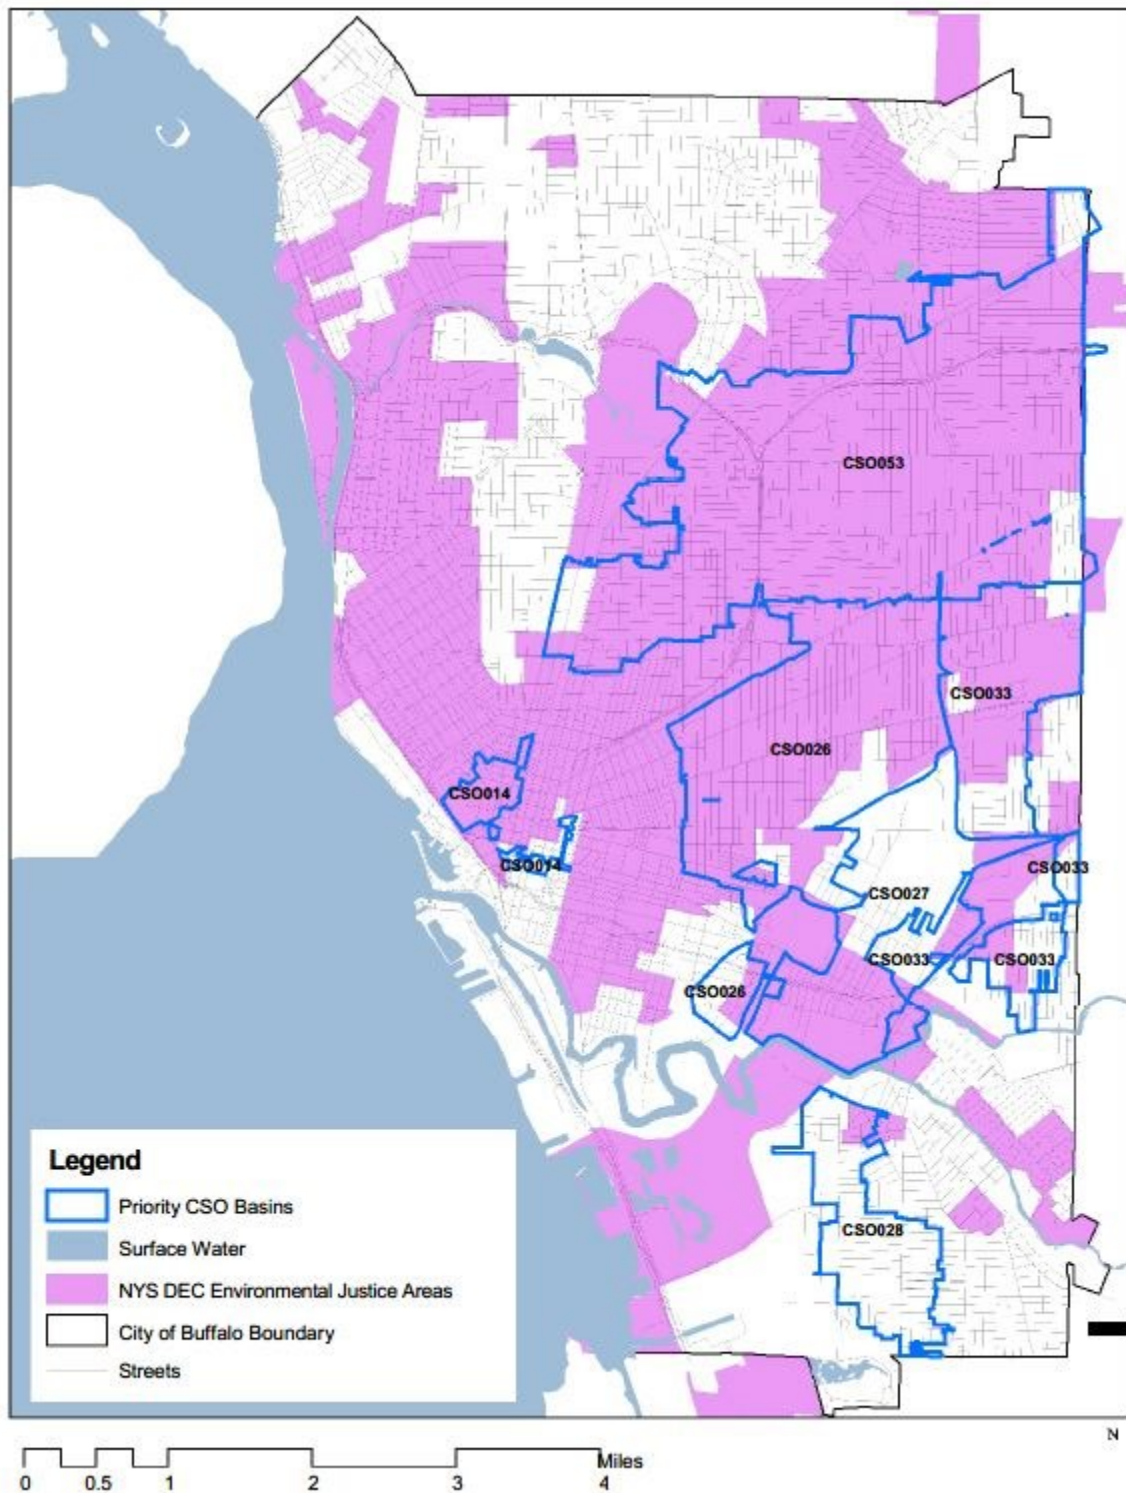 CSO053
CSO033
CSO026
CSO014
CSO014
CSO033
CSO027
CSO033
CSO033
CSO026
CSO028
Legend
Priority CSO Basins
Surface Water
NYS DEC Environmental Justice Areas
City of Buffalo Boundary
Streets
N
Miles
0 0.5 1 2 3 4